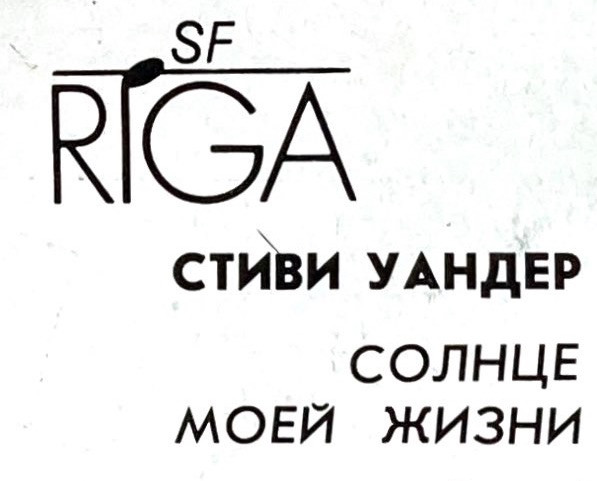 SF
RIGA
СТИВИ УАНДЕР
СОЛНЦЕ
МОЕЙ ЖИЗНИ